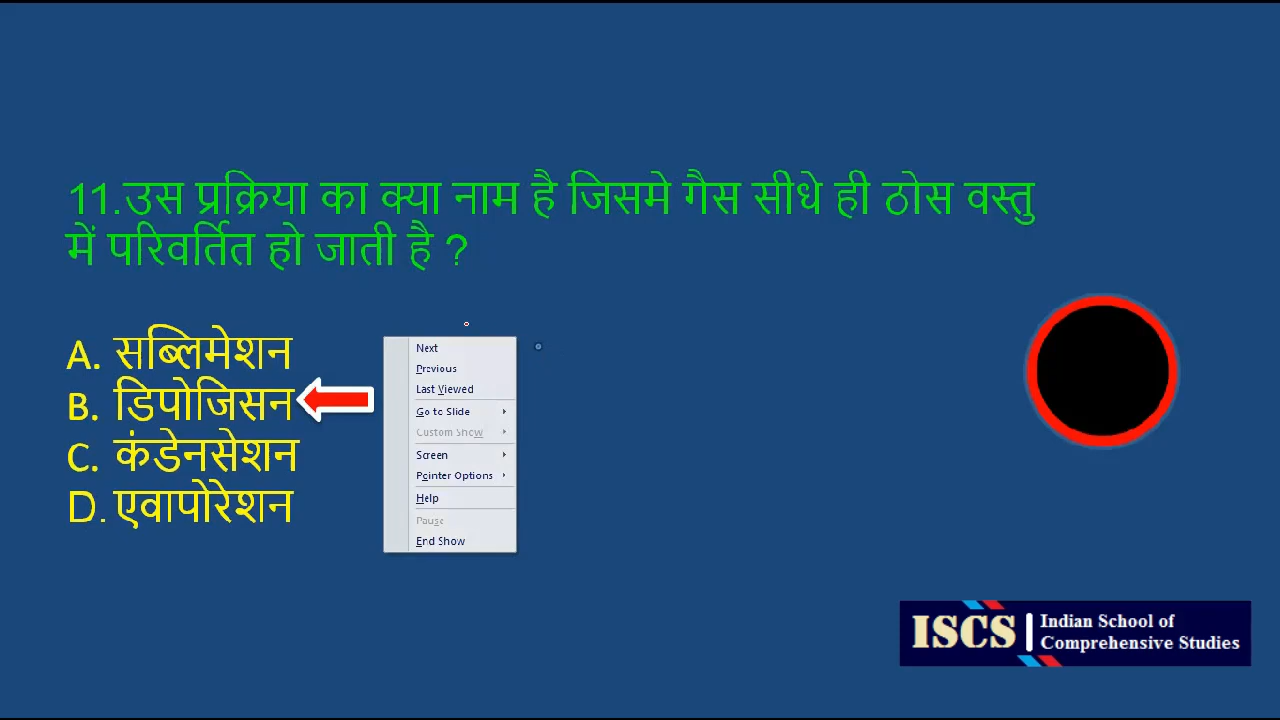 11.उस प्रक्रिया का क्या नाम है जिसमे गैस सीधे ही ठोस वस्तु
में परिवर्तित हो जाती है ?
A. सब्लिमेशन
B. डिपोजिसन
C. कंडेनसेशन
D. एवापोरेशन
Next
Previous
Last Viewed
Go to Slide
Custom Show
Screen
Pointer Options
Help
Pause
End Show
ISCS
Indian School of
Comprehensive Studies